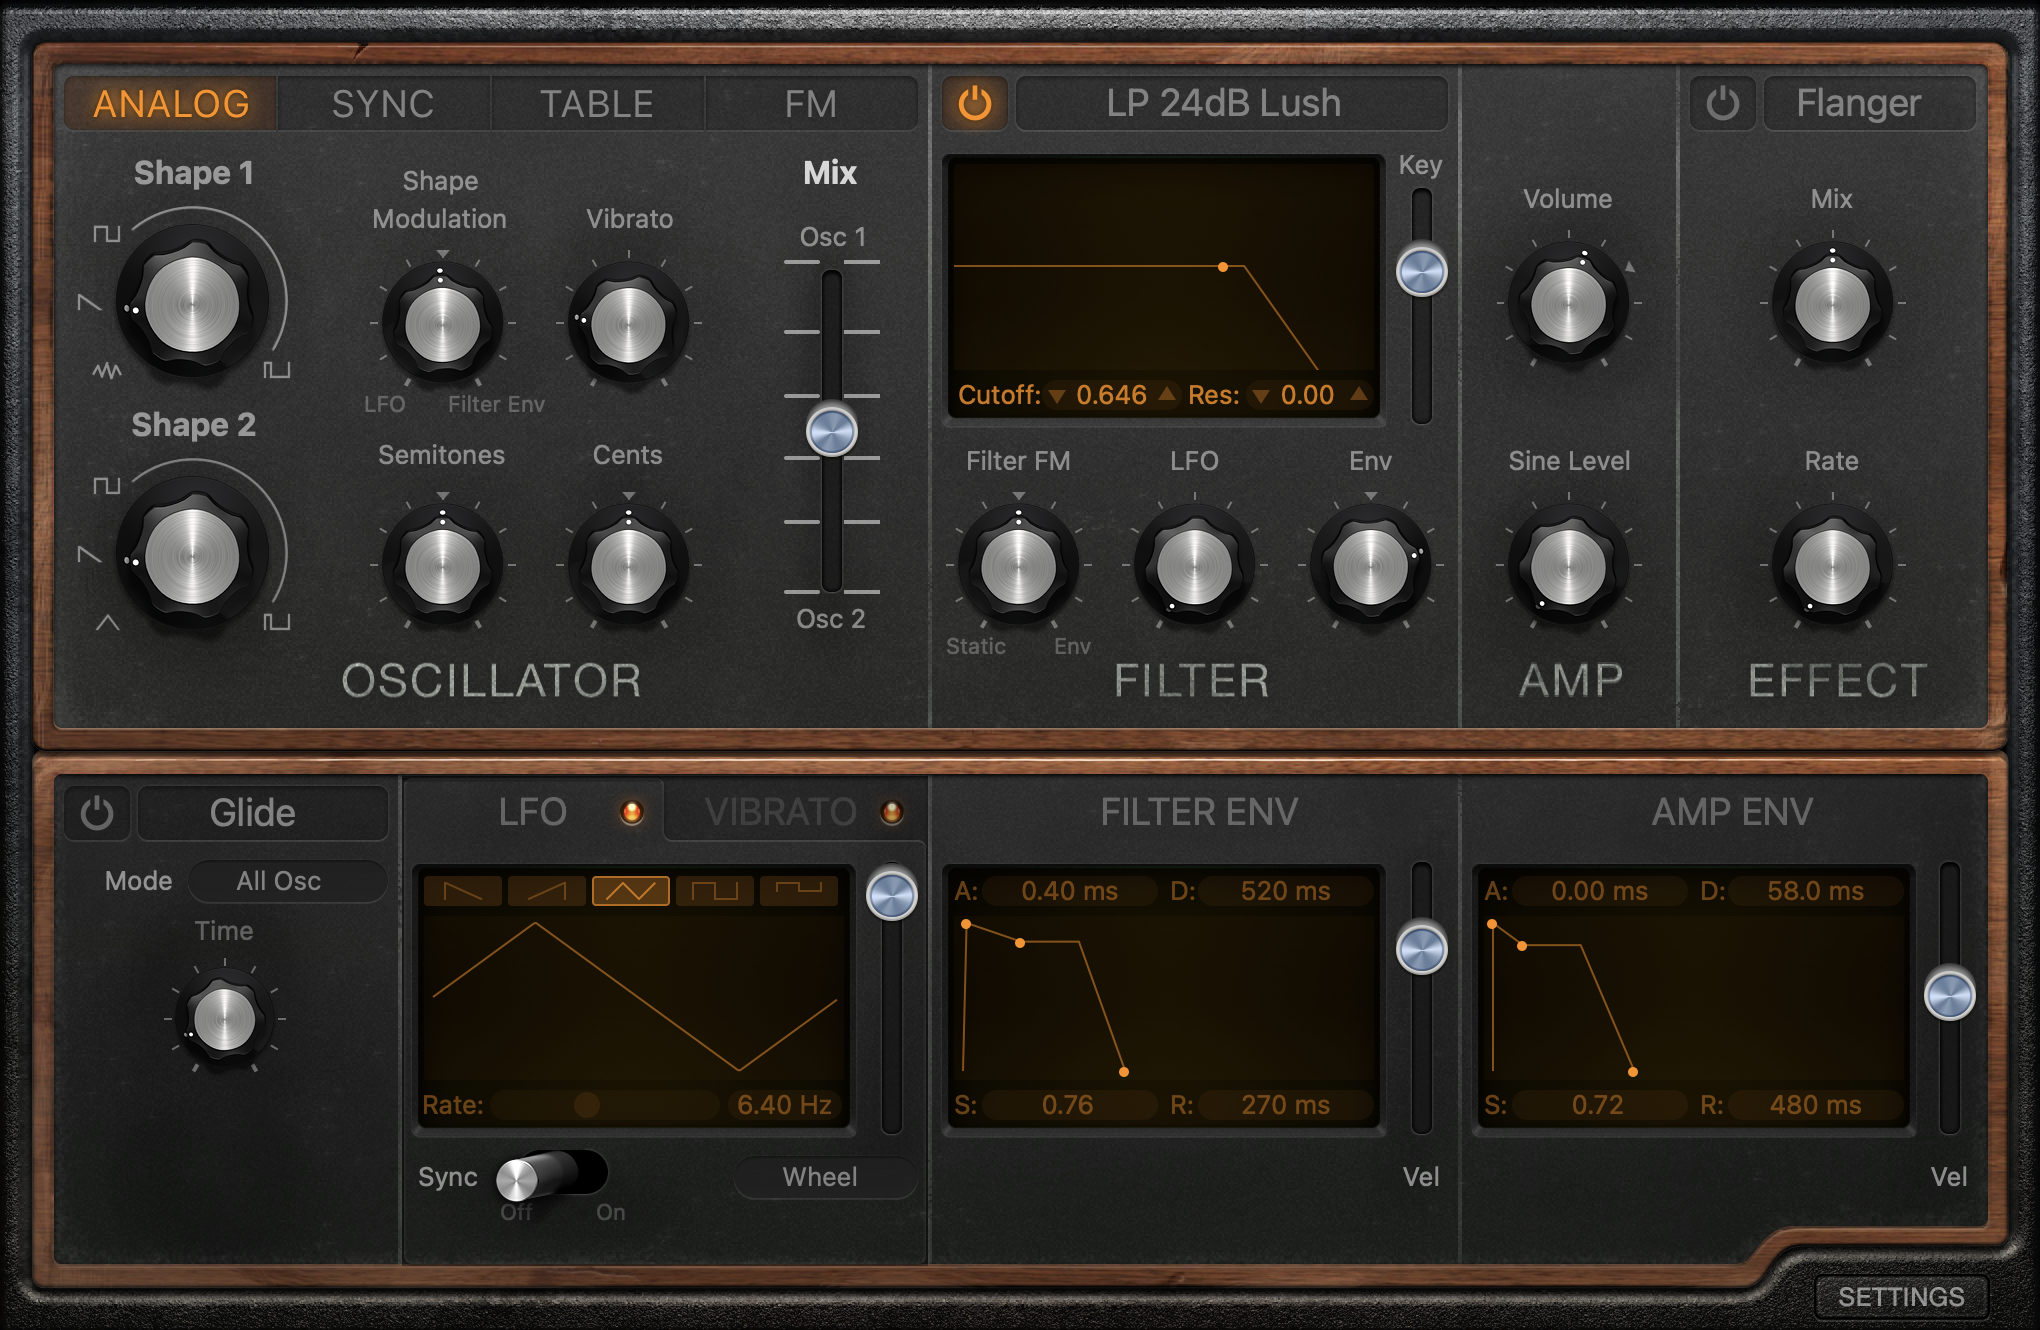 ANALOG
SYNC
TABLE
FM
LP 24dB Lush
Flanger
Shape 1
Shape Modulation
Vibrato
Mix
Osc 1
Key
Volume
Mix
LFO
Filter Env
Cutoff: 0.646 Res: 0.00
Shape 2
Semitones
Cents
Osc 2
Filter FM
LFO
Env
Static
Env
Sine Level
Rate
OSCILLATOR
FILTER
AMP
EFFECT
Glide
Mode All Osc
Time
LFO
VIBRATO
Rate: 6.40 Hz
Sync
Off
On
Wheel
FILTER ENV
A: 0.40 ms D: 520 ms
S: 0.76 R: 270 ms
Vel
AMP ENV
A: 0.00 ms D: 58.0 ms
S: 0.72 R: 480 ms
Vel
SETTINGS